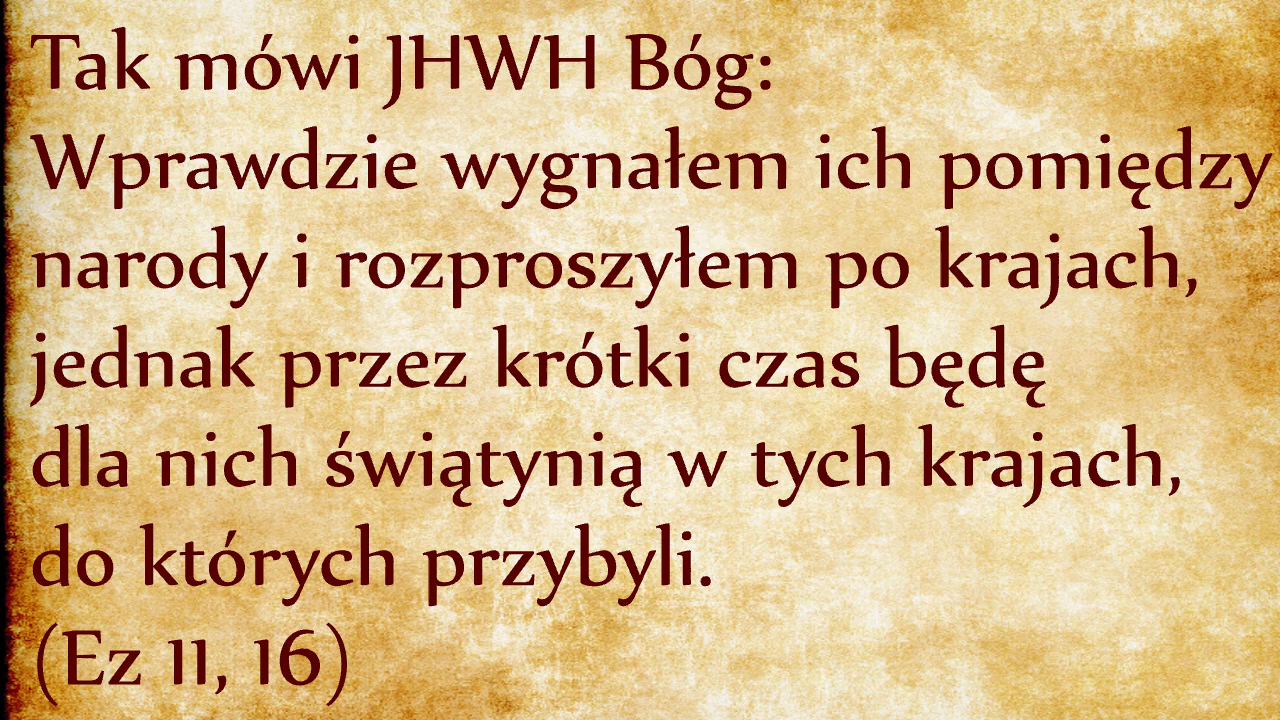 Tak mówi JHWH Bóg:
Wprawdzie wygnałem ich pomiędzy
narody i rozproszyłem po krajach,
jednak przez krótki czas będę
dla nich świątynią w tych krajach,
do których przybyli.
(Ez 11, 16)